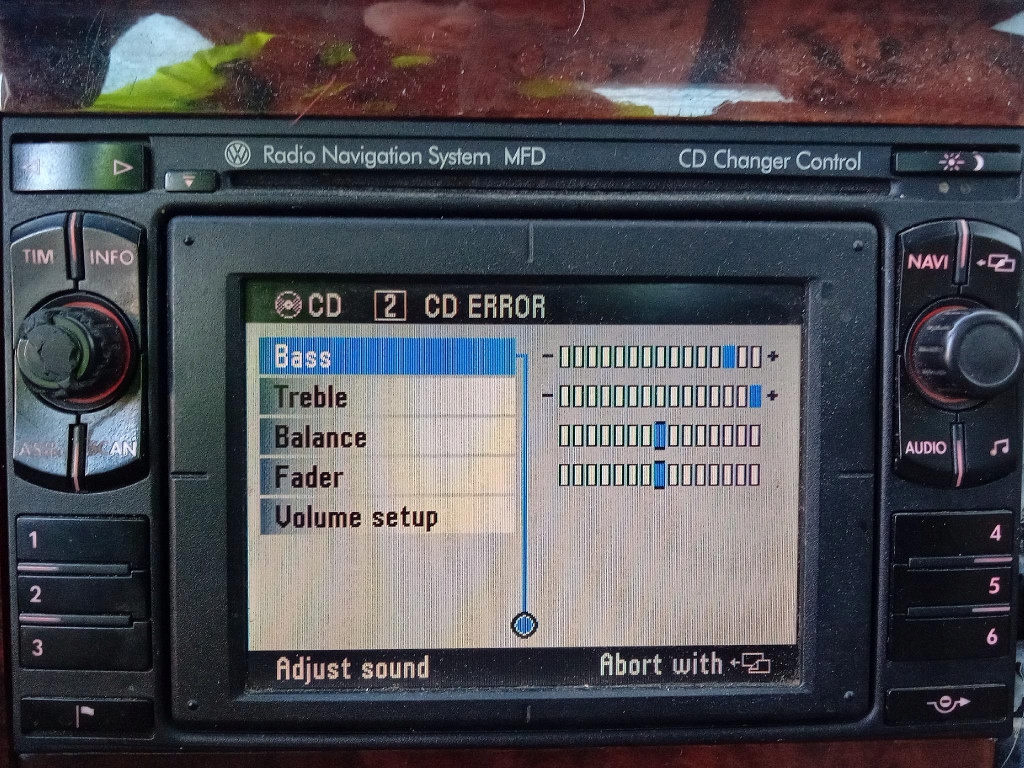 Radio Navigation System MFD
CD Changer Control
TIM INFO
NAVI
CD 2 CD ERROR
Bass - +
Treble - +
Balance
Fader
Volume setup
AN
AUDIO
1
2
3
4
5
6
Adjust sound
Abort with